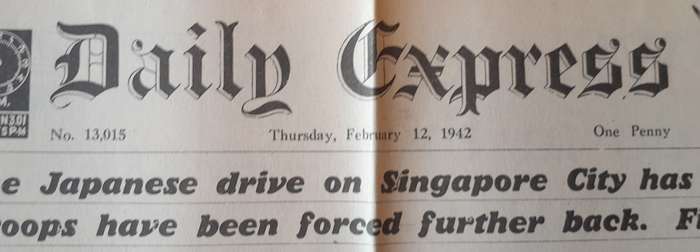 Daily Express
M.
No. 13,015 Thursday, February 12, 1942 One Penny
e Japanese drive on Singapore City has
oops have been forced further back.